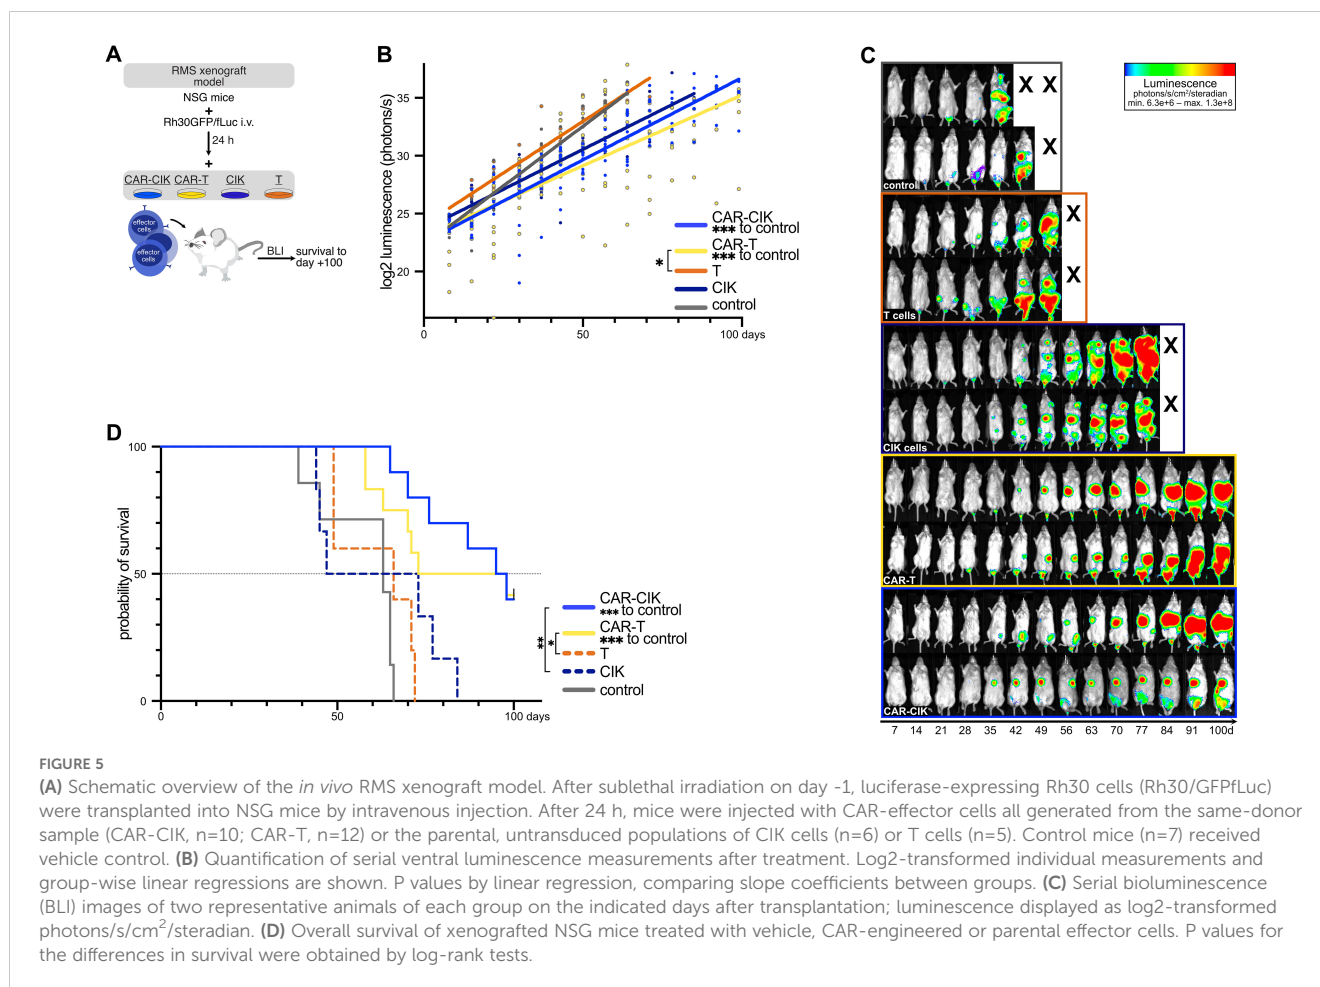 A
RMS xenograft
model
NSG mice
+
Rh30GFP/fLuc i.v.
24 h
+
CAR-CIK CAR-T CIK T
effector
cells
effector
cells
BLI
survival to
day +100
B
log2 luminescence (photons/s)
35
30
25
20
0 50 100 days
CAR-CIK
*** to control
CAR-T
*** to control
*
T
CIK
control
C
X X
X
control
X
X
T cells
X
X
CIK cells
CAR-T
CAR-CIK
7 14 21 28 35 42 49 56 63 70 77 84 91 100d
Luminescence
photons/s/cm²/steradian
min. 6.3e+6 – max. 1.3e+8
D
probability of survival
100
50
0
0 50 100 days
CAR-CIK
*** to control
CAR-T
*** to control
** *
T
CIK
control
FIGURE 5
(A) Schematic overview of the in vivo RMS xenograft model. After sublethal irradiation on day -1, luciferase-expressing Rh30 cells (Rh30/GFPfLuc)
were transplanted into NSG mice by intravenous injection. After 24 h, mice were injected with CAR-effector cells all generated from the same-donor
sample (CAR-CIK, n=10; CAR-T, n=12) or the parental, untransduced populations of CIK cells (n=6) or T cells (n=5). Control mice (n=7) received
vehicle control. (B) Quantification of serial ventral luminescence measurements after treatment. Log2-transformed individual measurements and
group-wise linear regressions are shown. P values by linear regression, comparing slope coefficients between groups. (C) Serial bioluminescence
(BLI) images of two representative animals of each group on the indicated days after transplantation; luminescence displayed as log2-transformed
photons/s/cm²/steradian. (D) Overall survival of xenografted NSG mice treated with vehicle, CAR-engineered or parental effector cells. P values for
the differences in survival were obtained by log-rank tests.